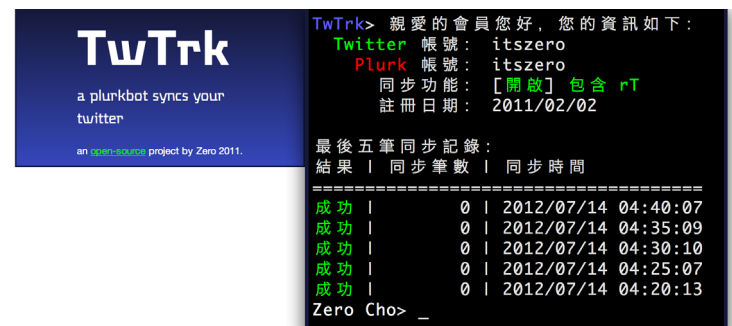 TwTrk
a plurkbot syncs your
twitter
an open-source project by Zero 2011.
TwTrk> 親愛的會員您好, 您的資訊如下:
Twitter 帳號: itszero
Plurk 帳號: itszero
同步功能: [開啟] 包含 rT
註冊日期: 2011/02/02
最後五筆同步記錄:
結果 | 同步筆數 | 同步時間
========================================
成功 | 0 | 2012/07/14 04:40:07
成功 | 0 | 2012/07/14 04:35:09
成功 | 0 | 2012/07/14 04:30:10
成功 | 0 | 2012/07/14 04:25:07
成功 | 0 | 2012/07/14 04:20:13
Zero Cho> _